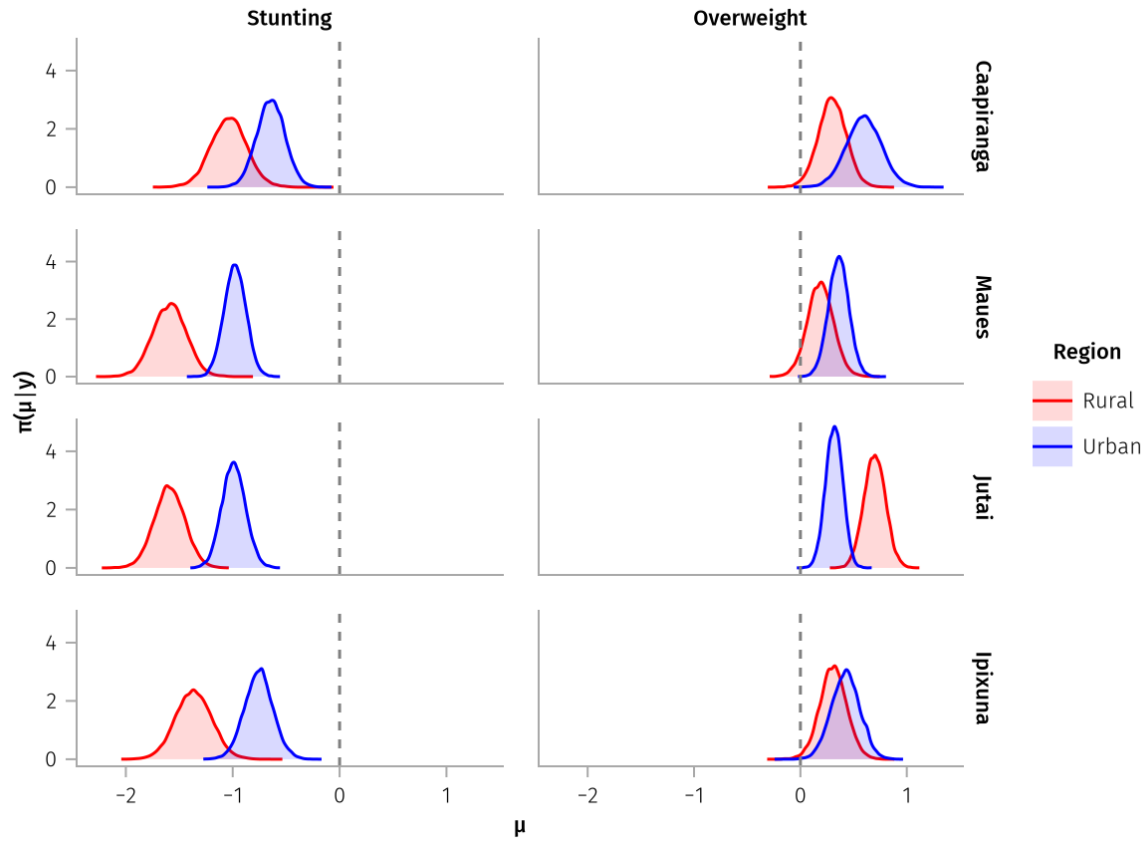 Stunting
Overweight
4
2
0
Caapiranga
4
2
0
Maues
4
2
0
Jutai
4
2
0
Ipixuna
π(μ | y)
−2
−1
0
1
−2
−1
0
1
μ
Region
Rural
Urban